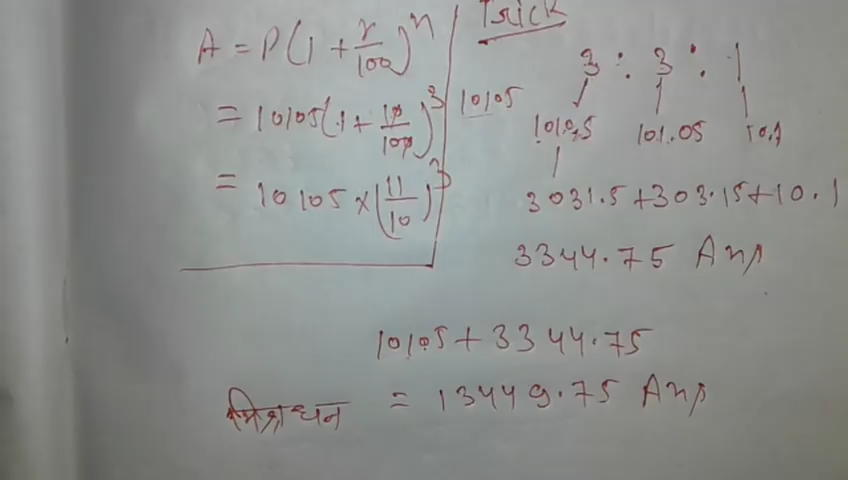 A = P(1 + r/100)^n
= 10105(1 + 10/100)^3
= 10105 × (11/10)^3
Trick
3 : 3 : 1
10105
1010.5 101.05 10.1
3031.5+303.15+10.1
3344.75 Ans
10105+3344.75
मिश्रधन = 13449.75 Ans